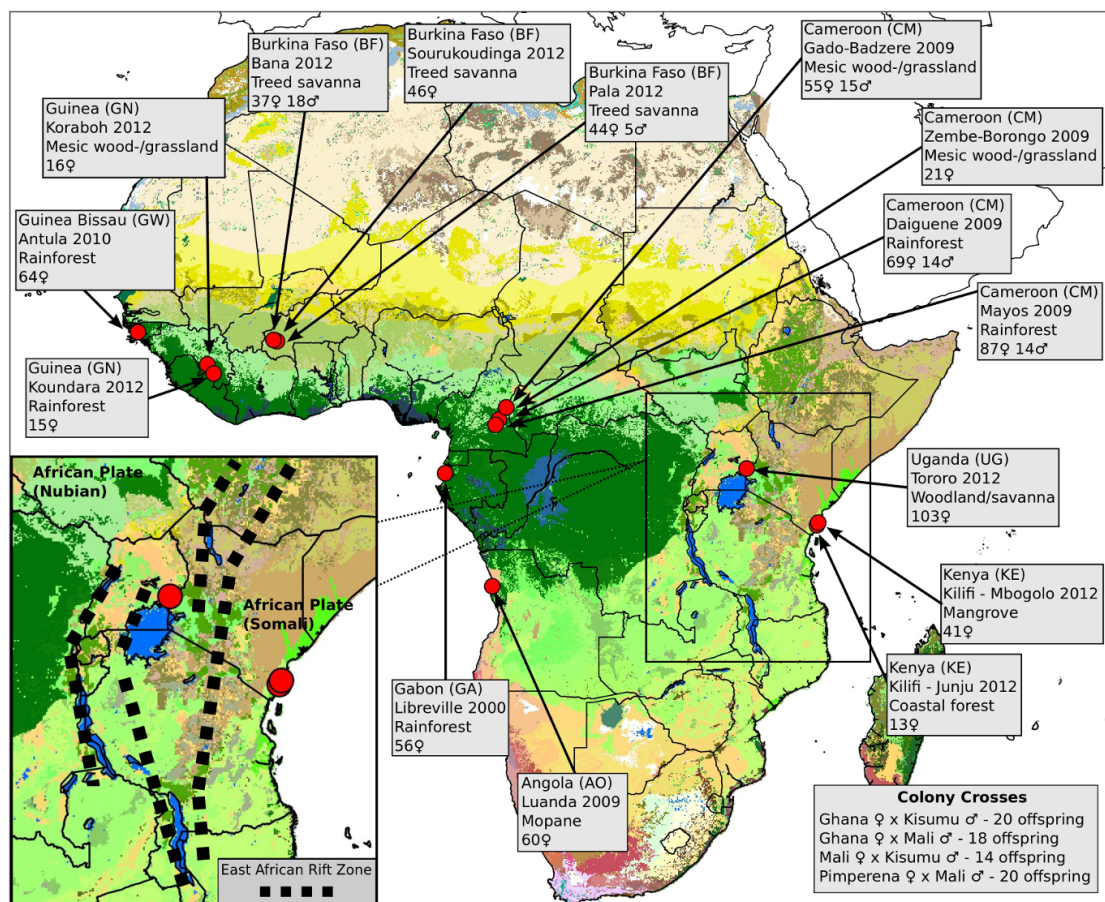 Burkina Faso (BF)
Bana 2012
Treed savanna
37♀ 18♂
Burkina Faso (BF)
Sourukoudinga 2012
Treed savanna
46♀
Burkina Faso (BF)
Pala 2012
Treed savanna
44♀ 5♂
Cameroon (CM)
Gado-Badzere 2009
Mesic wood-/grassland
55♀ 15♂
Guinea (GN)
Koraboh 2012
Mesic wood-/grassland
16♀
Cameroon (CM)
Zembe-Borongo 2009
Mesic wood-/grassland
21♀
Guinea Bissau (GW)
Antula 2010
Rainforest
64♀
Cameroon (CM)
Daiguene 2009
Rainforest
69♀ 14♂
Cameroon (CM)
Mayos 2009
Rainforest
87♀ 14♂
Guinea (GN)
Koundara 2012
Rainforest
15♀
Uganda (UG)
Tororo 2012
Woodland/savanna
103♀
African Plate
(Nubian)
African Plate
(Somali)
East African Rift Zone
Kenya (KE)
Kilifi - Mbogolo 2012
Mangrove
41♀
Kenya (KE)
Kilifi - Junju 2012
Coastal forest
13♀
Gabon (GA)
Libreville 2000
Rainforest
56♀
Angola (AO)
Luanda 2009
Mopane
60♀
Colony Crosses
Ghana ♀ x Kisumu ♂ - 20 offspring
Ghana ♀ x Mali ♂ - 18 offspring
Mali ♀ x Kisumu ♂ - 14 offspring
Pimperena ♀ x Mali ♂ - 20 offspring